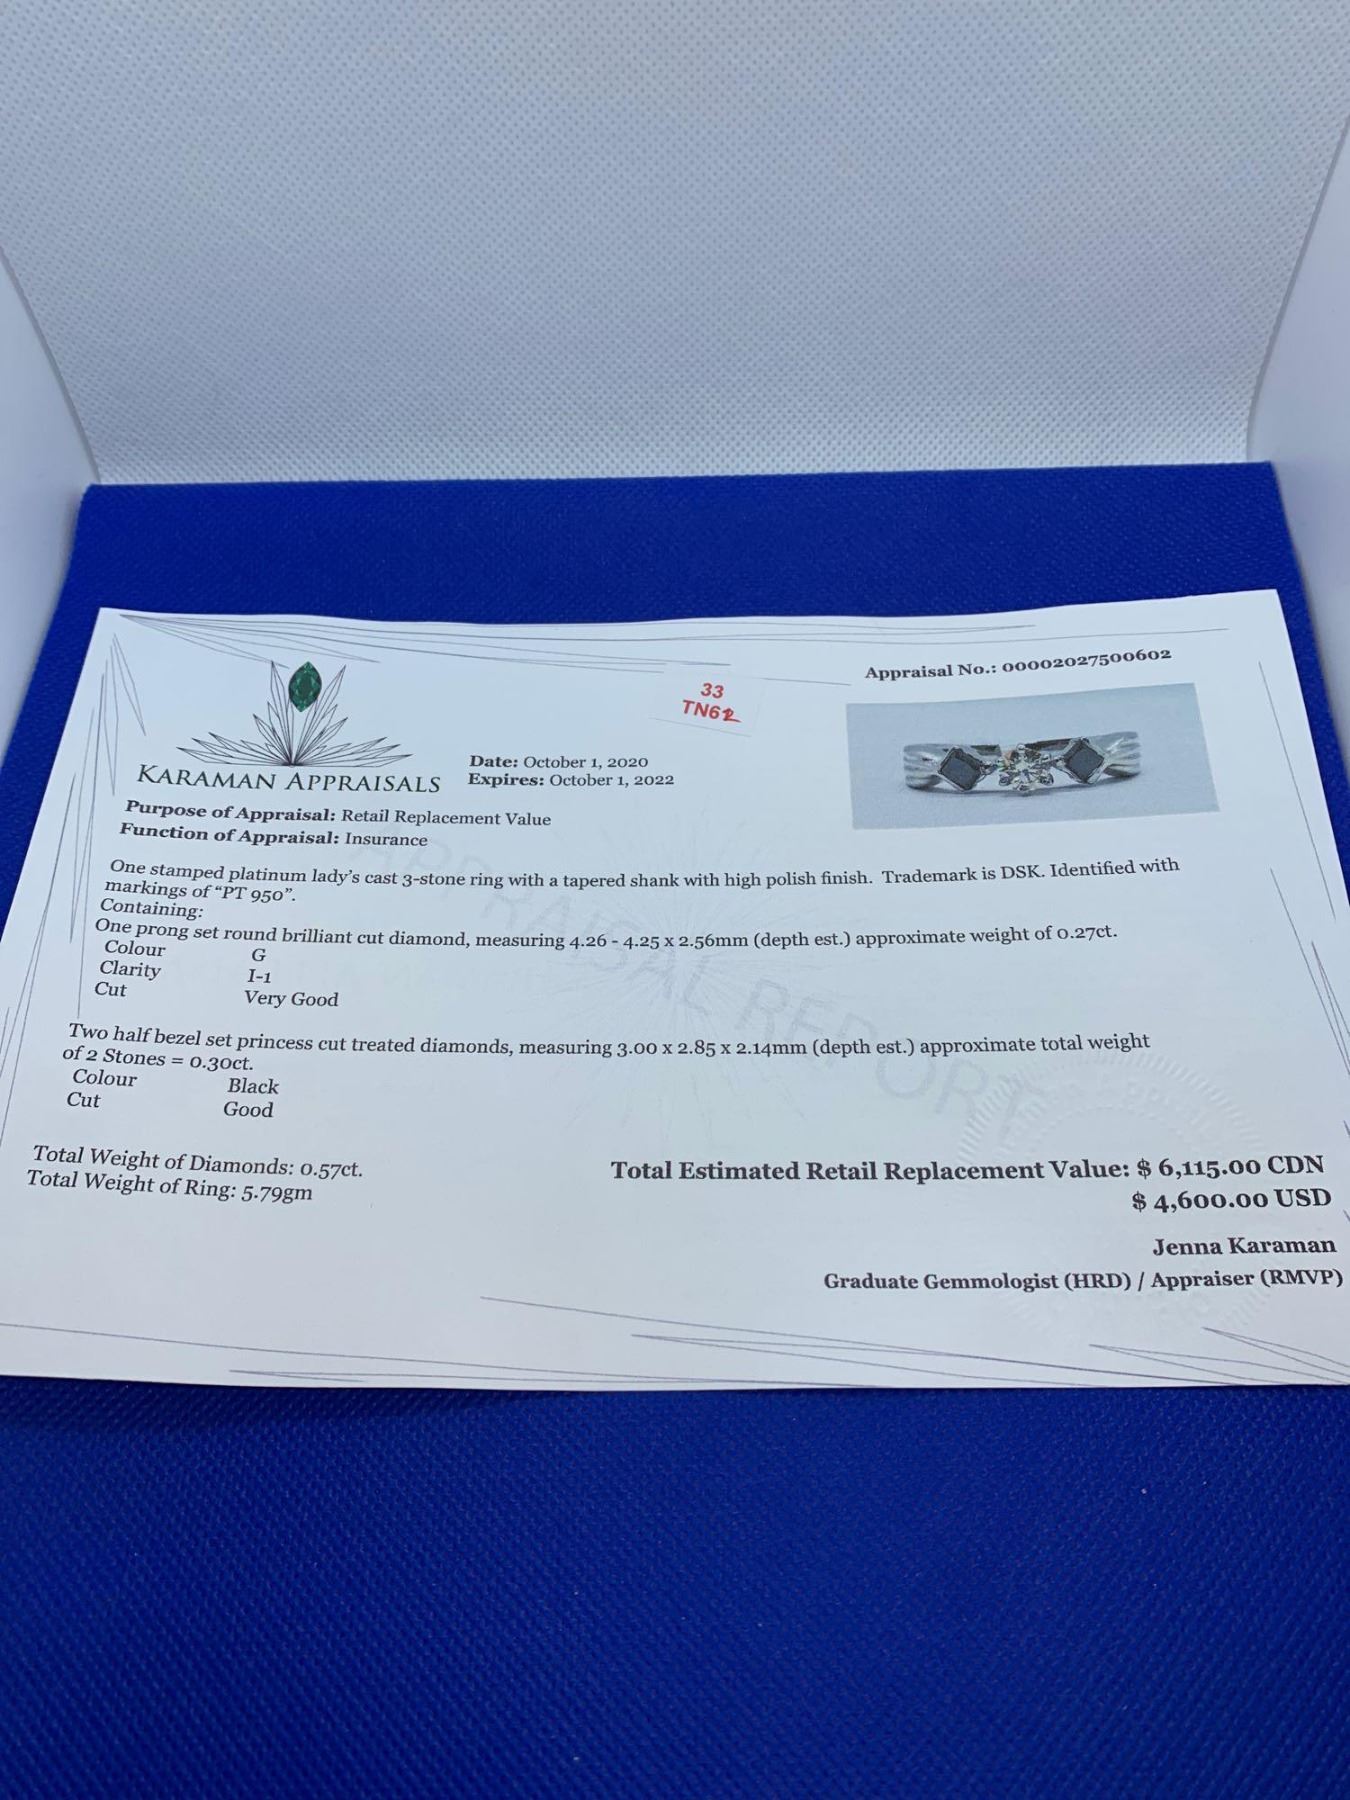 Appraisal No.: 00002027500602
33
TN62
KARAMAN APPRAISALS
Date: October 1, 2020
Expires: October 1, 2022
Purpose of Appraisal: Retail Replacement Value
Function of Appraisal: Insurance
One stamped platinum lady's cast 3-stone ring with a tapered shank with high polish finish. Trademark is DSK. Identified with
markings of "PT 950".
Containing:
One prong set round brilliant cut diamond, measuring 4.26 - 4.25 x 2.56mm (depth est.) approximate weight of 0.27ct.
Colour G
Clarity I-1
Cut Very Good
Two half bezel set princess cut treated diamonds, measuring 3.00 x 2.85 x 2.14mm (depth est.) approximate total weight
of 2 Stones = 0.30ct.
Colour Black
Cut Good
Total Weight of Diamonds: 0.57ct.
Total Weight of Ring: 5.79gm
Total Estimated Retail Replacement Value: $ 6,115.00 CDN
$ 4,600.00 USD
Jenna Karaman
Graduate Gemmologist (HRD) / Appraiser (RMVP)
APPRAISAL REPORT